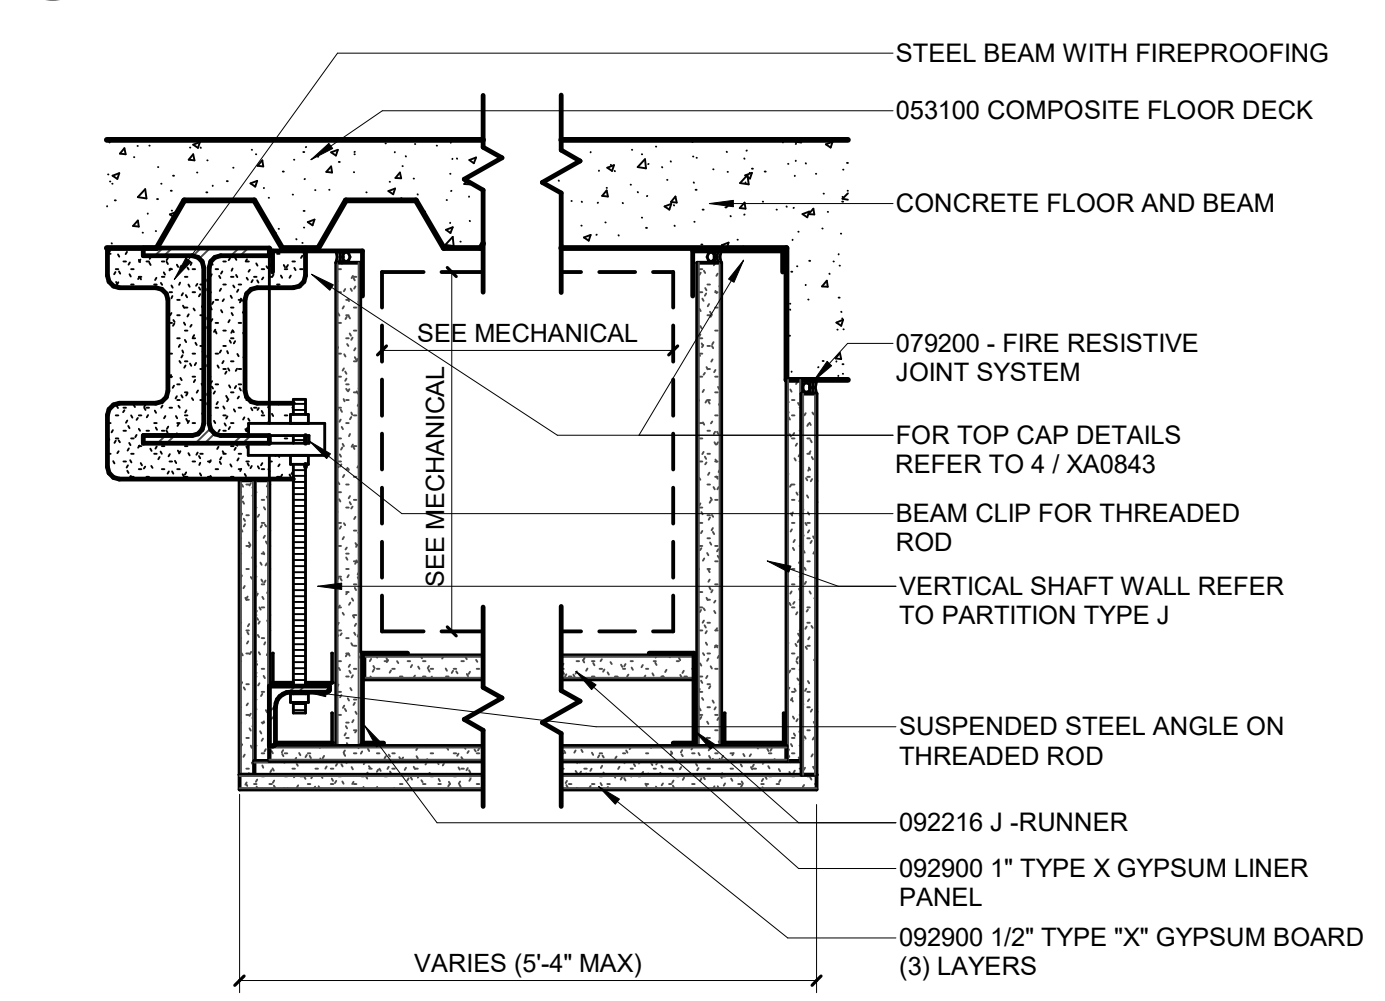 STEEL BEAM WITH FIREPROOFING
053100 COMPOSITE FLOOR DECK
CONCRETE FLOOR AND BEAM
079200 - FIRE RESISTIVE
JOINT SYSTEM
FOR TOP CAP DETAILS
REFER TO 4 / XA0843
BEAM CLIP FOR THREADED
ROD
VERTICAL SHAFT WALL REFER
TO PARTITION TYPE J
SUSPENDED STEEL ANGLE ON
THREADED ROD
092216 J -RUNNER
092900 1" TYPE X GYPSUM LINER
PANEL
092900 1/2" TYPE "X" GYPSUM BOARD
(3) LAYERS
SEE MECHANICAL
SEE MECHANICAL
VARIES (5'-4" MAX)